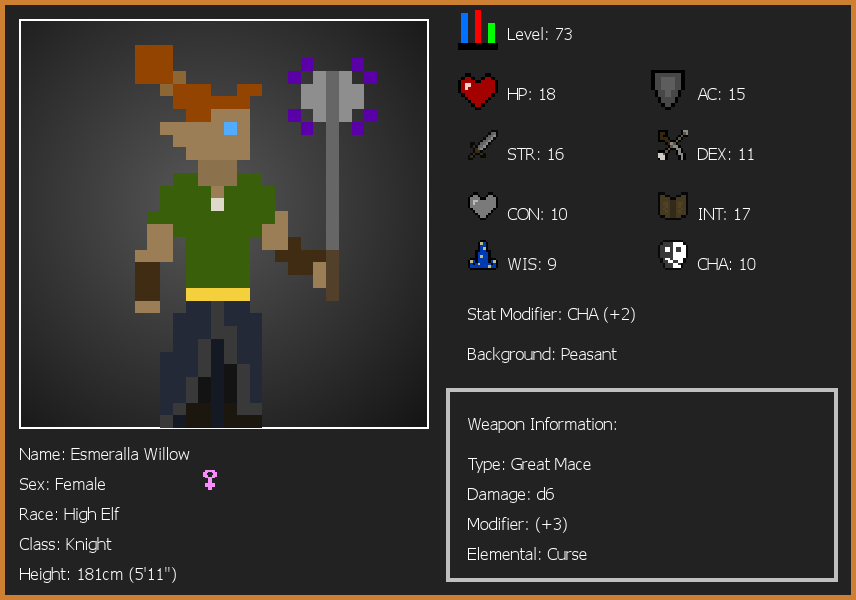 Level: 73
HP: 18
AC: 15
STR: 16
DEX: 11
CON: 10
INT: 17
WIS: 9
CHA: 10
Stat Modifier: CHA (+2)
Background: Peasant
Weapon Information:
Type: Great Mace
Damage: d6
Modifier: (+3)
Elemental: Curse
Name: Esmeralla Willow
Sex: Female
Race: High Elf
Class: Knight
Height: 181cm (5'11")